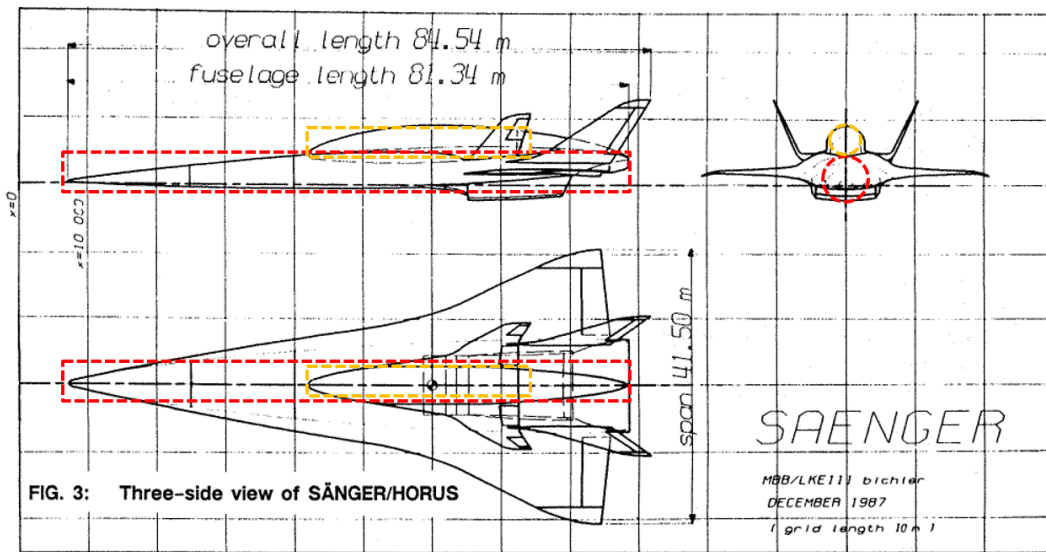 overall length 84.54 m
fuselage length 81.34 m
x=0
x=10 000
span 41.50 m
SAENGER
MBB/LKE111 bichler
DECEMBER 1987
( grid length 10 m )
FIG. 3: Three-side view of SÄNGER/HORUS